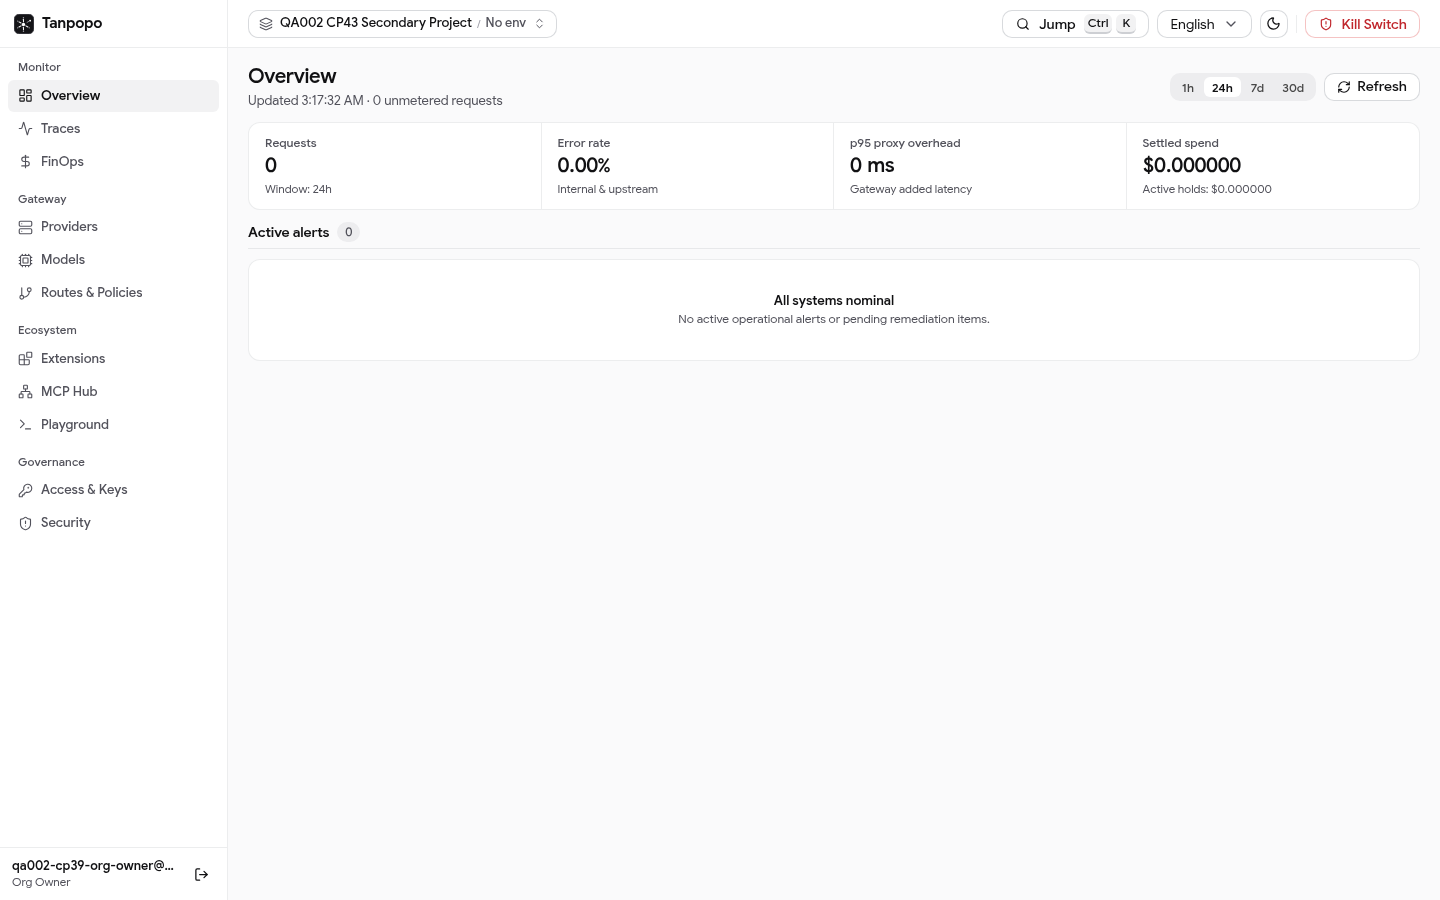 Tanpopo
QA002 CP43 Secondary Project / No env
Jump Ctrl K
English
Kill Switch
Monitor
Overview
Traces
FinOps
Gateway
Providers
Models
Routes & Policies
Ecosystem
Extensions
MCP Hub
Playground
Governance
Access & Keys
Security
qa002-cp39-org-owner@...
Org Owner
Overview
Updated 3:17:32 AM · 0 unmetered requests
1h 24h 7d 30d
Refresh
Requests
0
Window: 24h
Error rate
0.00%
Internal & upstream
p95 proxy overhead
0 ms
Gateway added latency
Settled spend
$0.000000
Active holds: $0.000000
Active alerts 0
All systems nominal
No active operational alerts or pending remediation items.